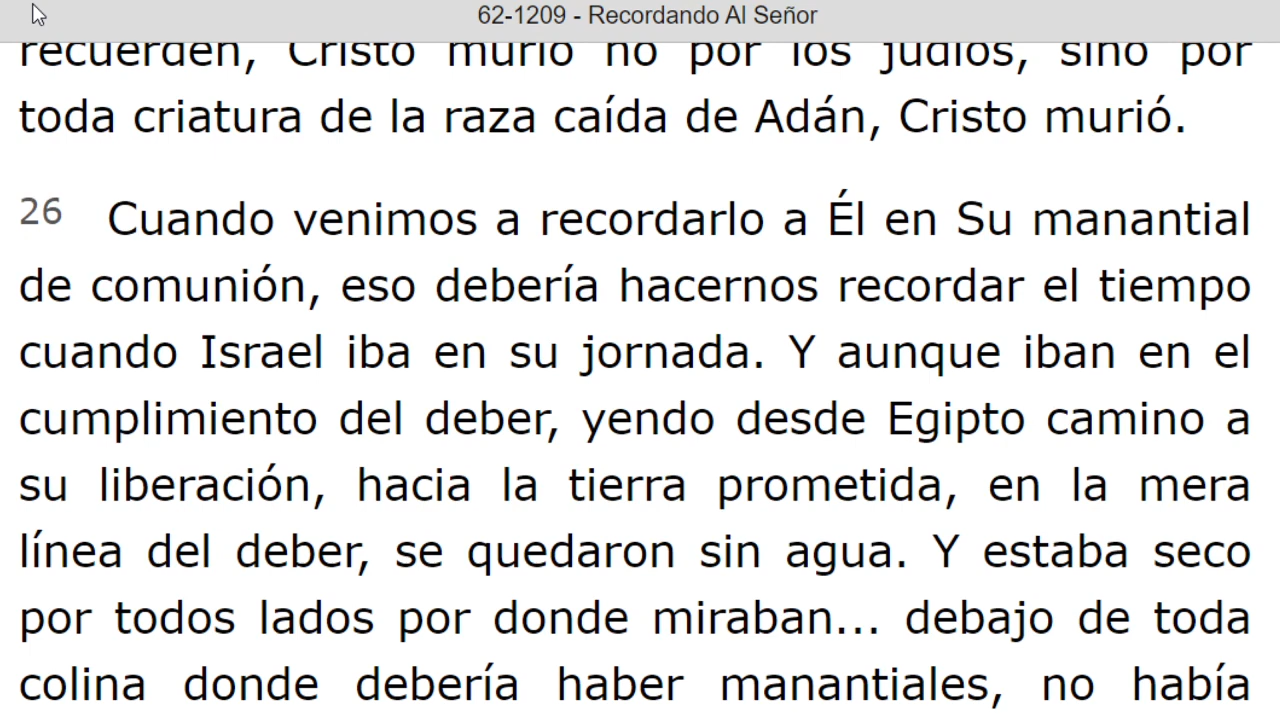 62-1209 - Recordando Al Señor
recuerden, Cristo murió no por los judíos, sino por
toda criatura de la raza caída de Adán, Cristo murió.
26 Cuando venimos a recordarlo a Él en Su manantial
de comunión, eso debería hacernos recordar el tiempo
cuando Israel iba en su jornada. Y aunque iban en el
cumplimiento del deber, yendo desde Egipto camino a
su liberación, hacia la tierra prometida, en la mera
línea del deber, se quedaron sin agua. Y estaba seco
por todos lados por donde miraban... debajo de toda
colina donde debería haber manantiales, no había